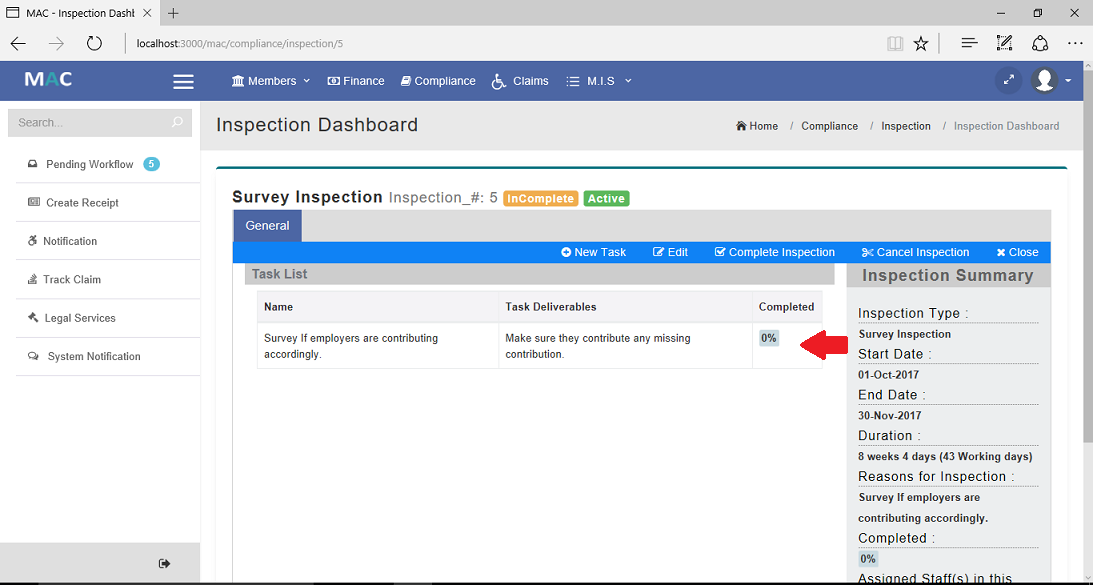 MAC - Inspection Dashb
localhost:3000/mac/compliance/inspection/5
MAC
Members
Finance
Compliance
Claims
M.I.S
Search...
Inspection Dashboard
Home / Compliance / Inspection / Inspection Dashboard
Pending Workflow 5
Create Receipt
Notification
Track Claim
Legal Services
System Notification
Survey Inspection Inspection_#: 5 InComplete Active
General
New Task
Edit
Complete Inspection
Cancel Inspection
Close
Task List
Name
Task Deliverables
Completed
Survey If employers are contributing
accordingly.
Make sure they contribute any missing
contribution.
0%
Inspection Summary
Inspection Type :
Survey Inspection
Start Date :
01-Oct-2017
End Date :
30-Nov-2017
Duration :
8 weeks 4 days (43 Working days)
Reasons for Inspection :
Survey If employers are
contributing accordingly.
Completed :
0%
Assigned Staff(s) in this